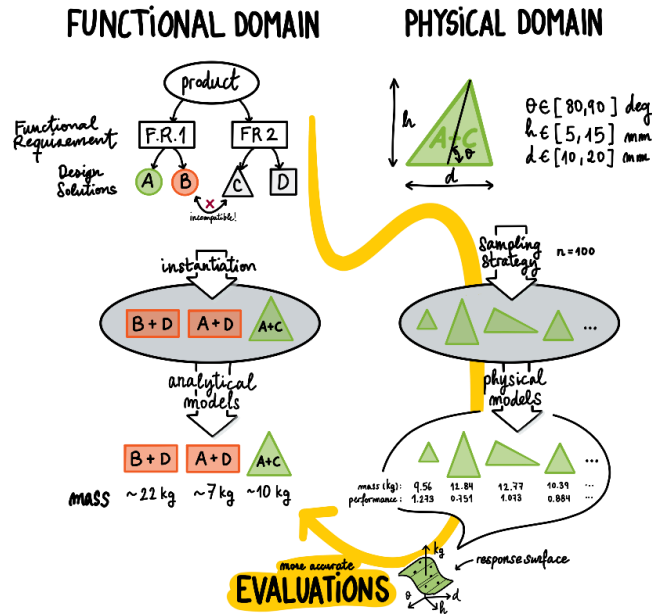 FUNCTIONAL DOMAIN
product
Functional
Requirement
F.R.1
FR 2
Design
Solutions
A
B
C
D
x
incompatible!
instantiation
B + D
A + D
A+C
analytical
models
B + D
A + D
A+C
mass
~22 kg
~7 kg
~10 kg
PHYSICAL DOMAIN
h
A+C
θ
d
θ ∈ [80,90] deg
h ∈ [5, 15] mm
d ∈ [10, 20] mm
Sampling
Strategy
n=100
...
physical
models
...
mass (kg): 9.56 12.84 12.77 10.39 ...
performance: 1.273 0.751 1.073 0.884 ...
more accurate
EVALUATIONS
kg
θ
h
d
response surface